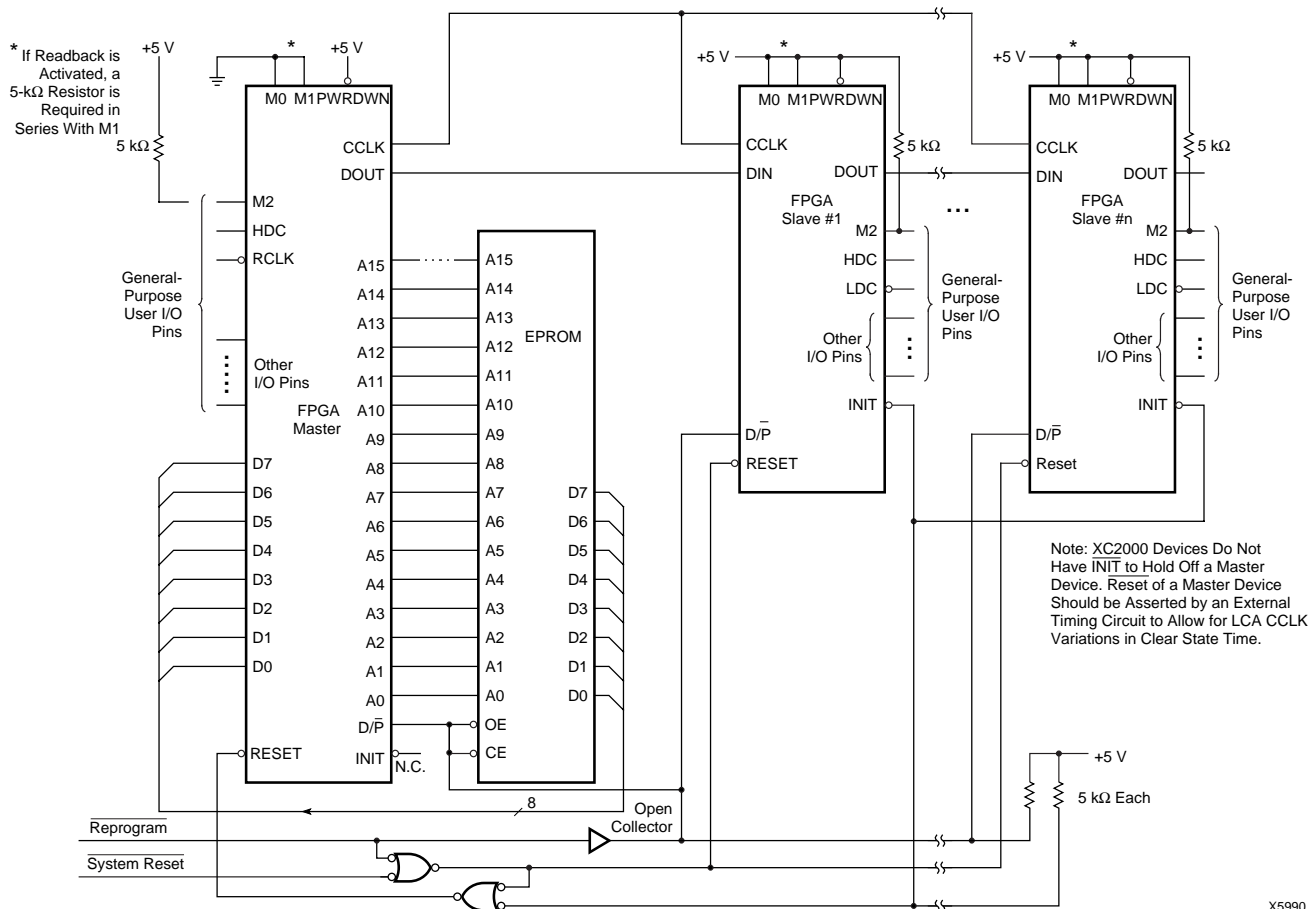 * If Readback is
Activated, a
5-kΩ Resistor is
Required in
Series With M1
+5 V
5 kΩ
*
+5 V
M0 M1 PWRDWN
CCLK
DOUT
M2
HDC
RCLK
General-
Purpose
User I/O
Pins
Other
I/O Pins
FPGA
Master
A15
A14
A13
A12
A11
A10
A9
A8
A7
A6
A5
A4
A3
A2
A1
A0
D/P̅
INIT
N.C.
D7
D6
D5
D4
D3
D2
D1
D0
RESET
EPROM
A15
A14
A13
A12
A11
A10
A9
A8
A7
A6
A5
A4
A3
A2
A1
A0
OE
CE
D7
D6
D5
D4
D3
D2
D1
D0
8
+5 V
*
M0 M1 PWRDWN
5 kΩ
CCLK
DIN
DOUT
FPGA
Slave #1
M2
HDC
LDC
Other
I/O Pins
General-
Purpose
User I/O
Pins
INIT
D/P̅
RESET
...
+5 V
*
M0 M1 PWRDWN
5 kΩ
CCLK
DIN
DOUT
FPGA
Slave #n
M2
HDC
LDC
Other
I/O Pins
General-
Purpose
User I/O
Pins
INIT
D/P̅
Reset
Note: XC2000 Devices Do Not
Have I̅N̅I̅T̅ to Hold Off a Master
Device. R̅e̅s̅e̅t̅ of a Master Device
Should be Asserted by an External
Timing Circuit to Allow for LCA CCLK
Variations in Clear State Time.
+5 V
5 kΩ Each
Open
Collector
R̅e̅p̅r̅o̅g̅r̅a̅m̅
S̅y̅s̅t̅e̅m̅ R̅e̅s̅e̅t̅
X5990